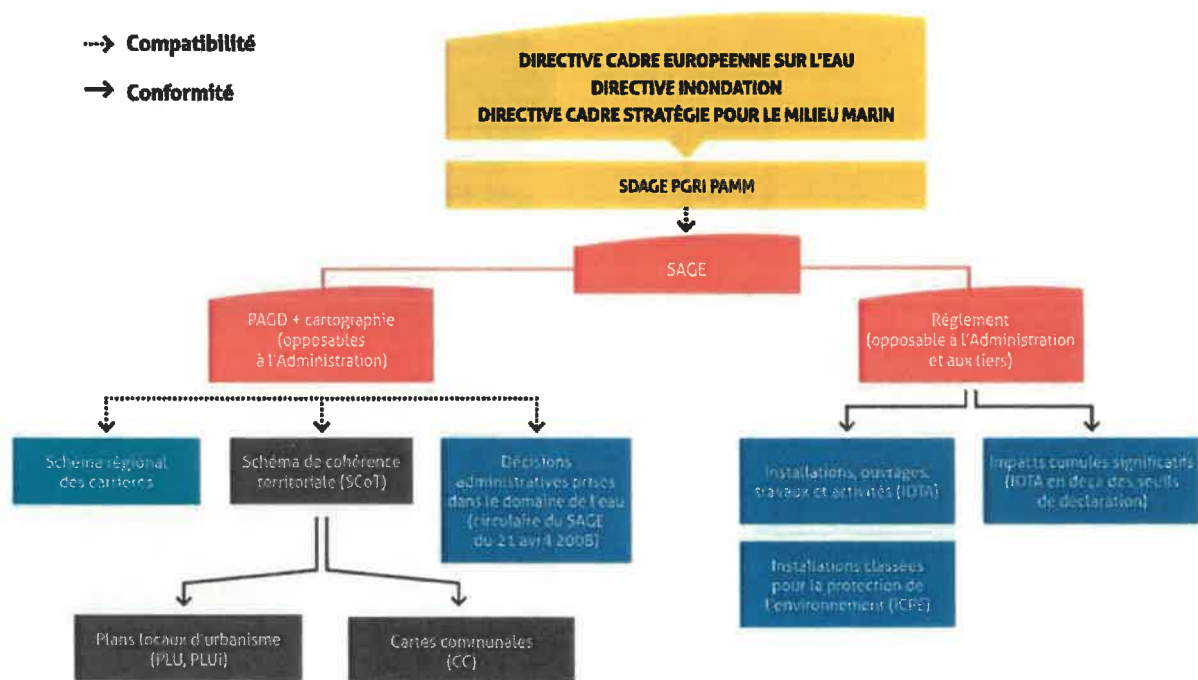 Compatibilité
Conformité
DIRECTIVE CADRE EUROPEENNE SUR L'EAU
DIRECTIVE INONDATION
DIRECTIVE CADRE STRATÉGIE POUR LE MILIEU MARIN
SDAGE PGRI PAMM
SAGE
PAGD + cartographie
(opposables
à l'Administration)
Règlement
(opposable à l'Administration
et aux tiers)
Schéma régional
des carrières
Schéma de cohérence
territoriale (SCoT)
Décisions
administratives prises
dans le domaine de l'eau
(circulaire du SAGE
du 21 avril 2008)
Installations, ouvrages,
travaux et activités (IOTA)
Impacts cumulés significatifs
(IOTA en deçà des seuils
de déclaration)
Installations classées
pour la protection de
l'environnement (ICPE)
Plans locaux d'urbanisme
(PLU, PLUi)
Cartes communales
(CC)